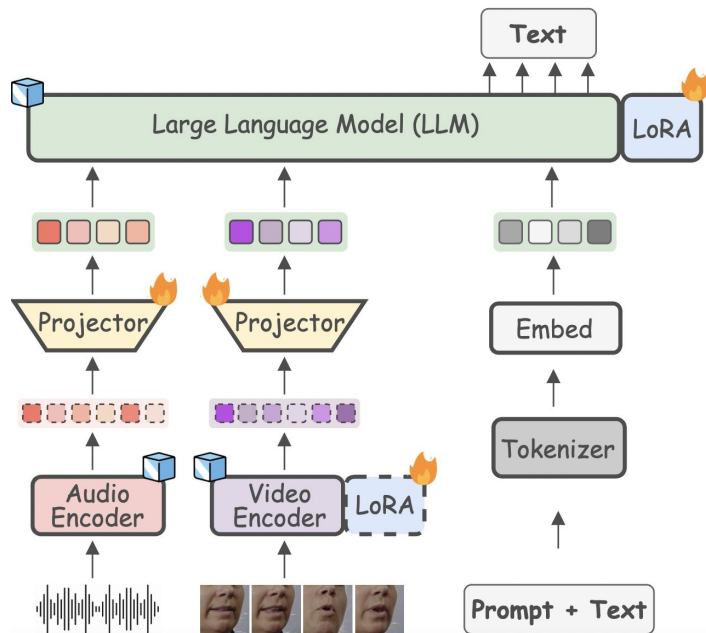 Text
Large Language Model (LLM)
LoRA
Projector
Projector
Embed
Tokenizer
Audio
Encoder
Video
Encoder
LoRA
Prompt + Text